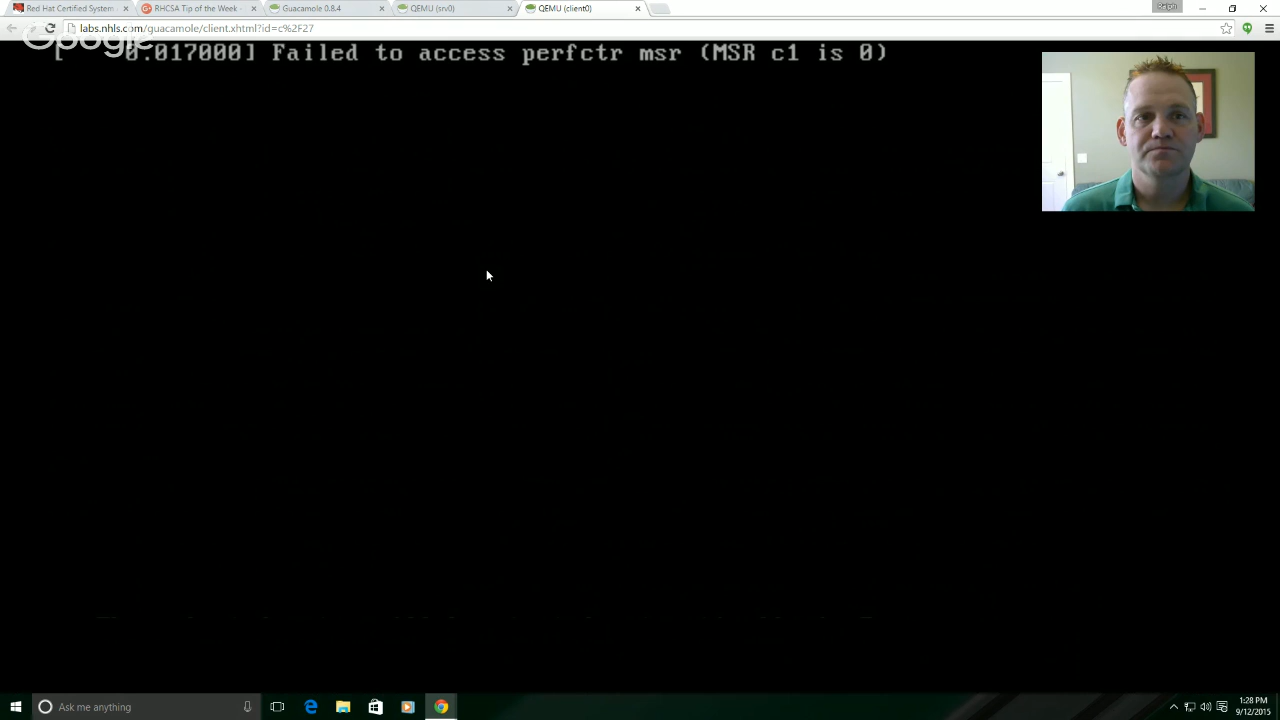 Red Hat Certified System
RHCSA Tip of the Week -
Guacamole 0.8.4
QEMU (srv0)
QEMU (client0)
Ralph
labs.nhls.com/guacamole/client.xhtml?id=c%2F27
Google
[ 0.017000] Failed to access perfctr msr (MSR c1 is 0)
Ask me anything
1:28 PM
9/12/2015